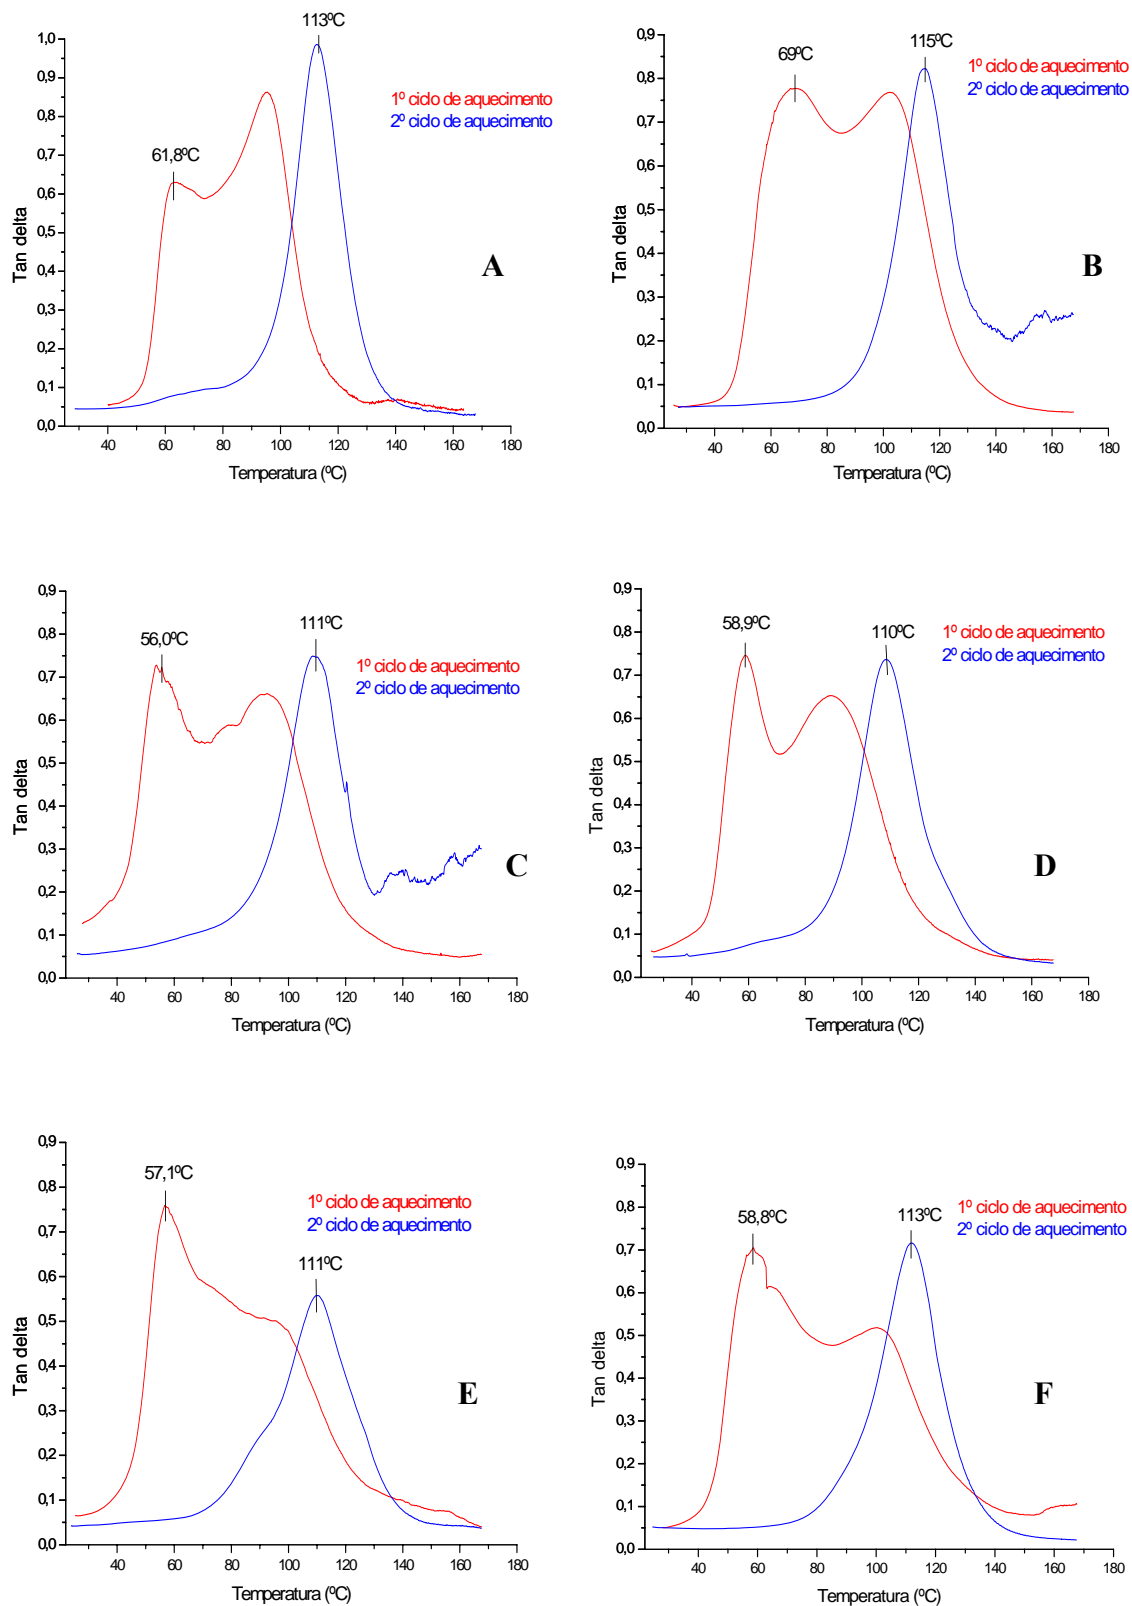 113ºC
1,0
0,9
0,8
0,7
0,6
0,5
0,4
0,3
0,2
0,1
0,0
Tan delta
61,8ºC
1º ciclo de aquecimento
2º ciclo de aquecimento
A
40 60 80 100 120 140 160 180
Temperatura (ºC)
69ºC
115ºC
0,9
0,8
0,7
0,6
0,5
0,4
0,3
0,2
0,1
0,0
Tan delta
1º ciclo de aquecimento
2º ciclo de aquecimento
B
40 60 80 100 120 140 160 180
Temperatura (ºC)
56,0ºC
111ºC
0,9
0,8
0,7
0,6
0,5
0,4
0,3
0,2
0,1
0,0
Tan delta
1º ciclo de aquecimento
2º ciclo de aquecimento
C
40 60 80 100 120 140 160 180
Temperatura (ºC)
58,9ºC
110ºC
0,9
0,8
0,7
0,6
0,5
0,4
0,3
0,2
0,1
0,0
Tan delta
1º ciclo de aquecimento
2º ciclo de aquecimento
D
40 60 80 100 120 140 160 180
Temperatura (ºC)
57,1ºC
111ºC
0,9
0,8
0,7
0,6
0,5
0,4
0,3
0,2
0,1
0,0
Tan delta
1º ciclo de aquecimento
2º ciclo de aquecimento
E
40 60 80 100 120 140 160 180
Temperatura (ºC)
58,8ºC
113ºC
0,9
0,8
0,7
0,6
0,5
0,4
0,3
0,2
0,1
0,0
Tan delta
1º ciclo de aquecimento
2º ciclo de aquecimento
F
40 60 80 100 120 140 160 180
Temperatura (ºC)